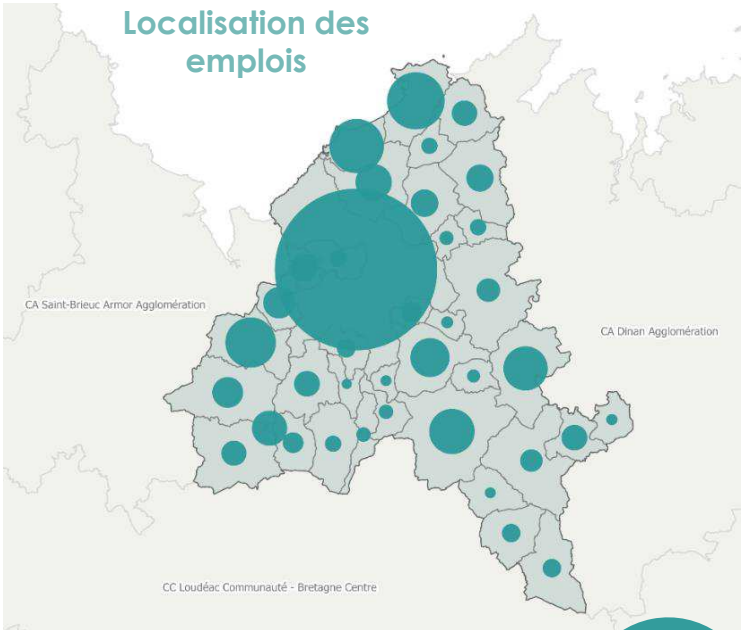 Localisation des
emplois
CA Saint-Brieuc Armor Agglomération
CA Dinan Agglomération
CC Loudéac Communauté - Bretagne Centre